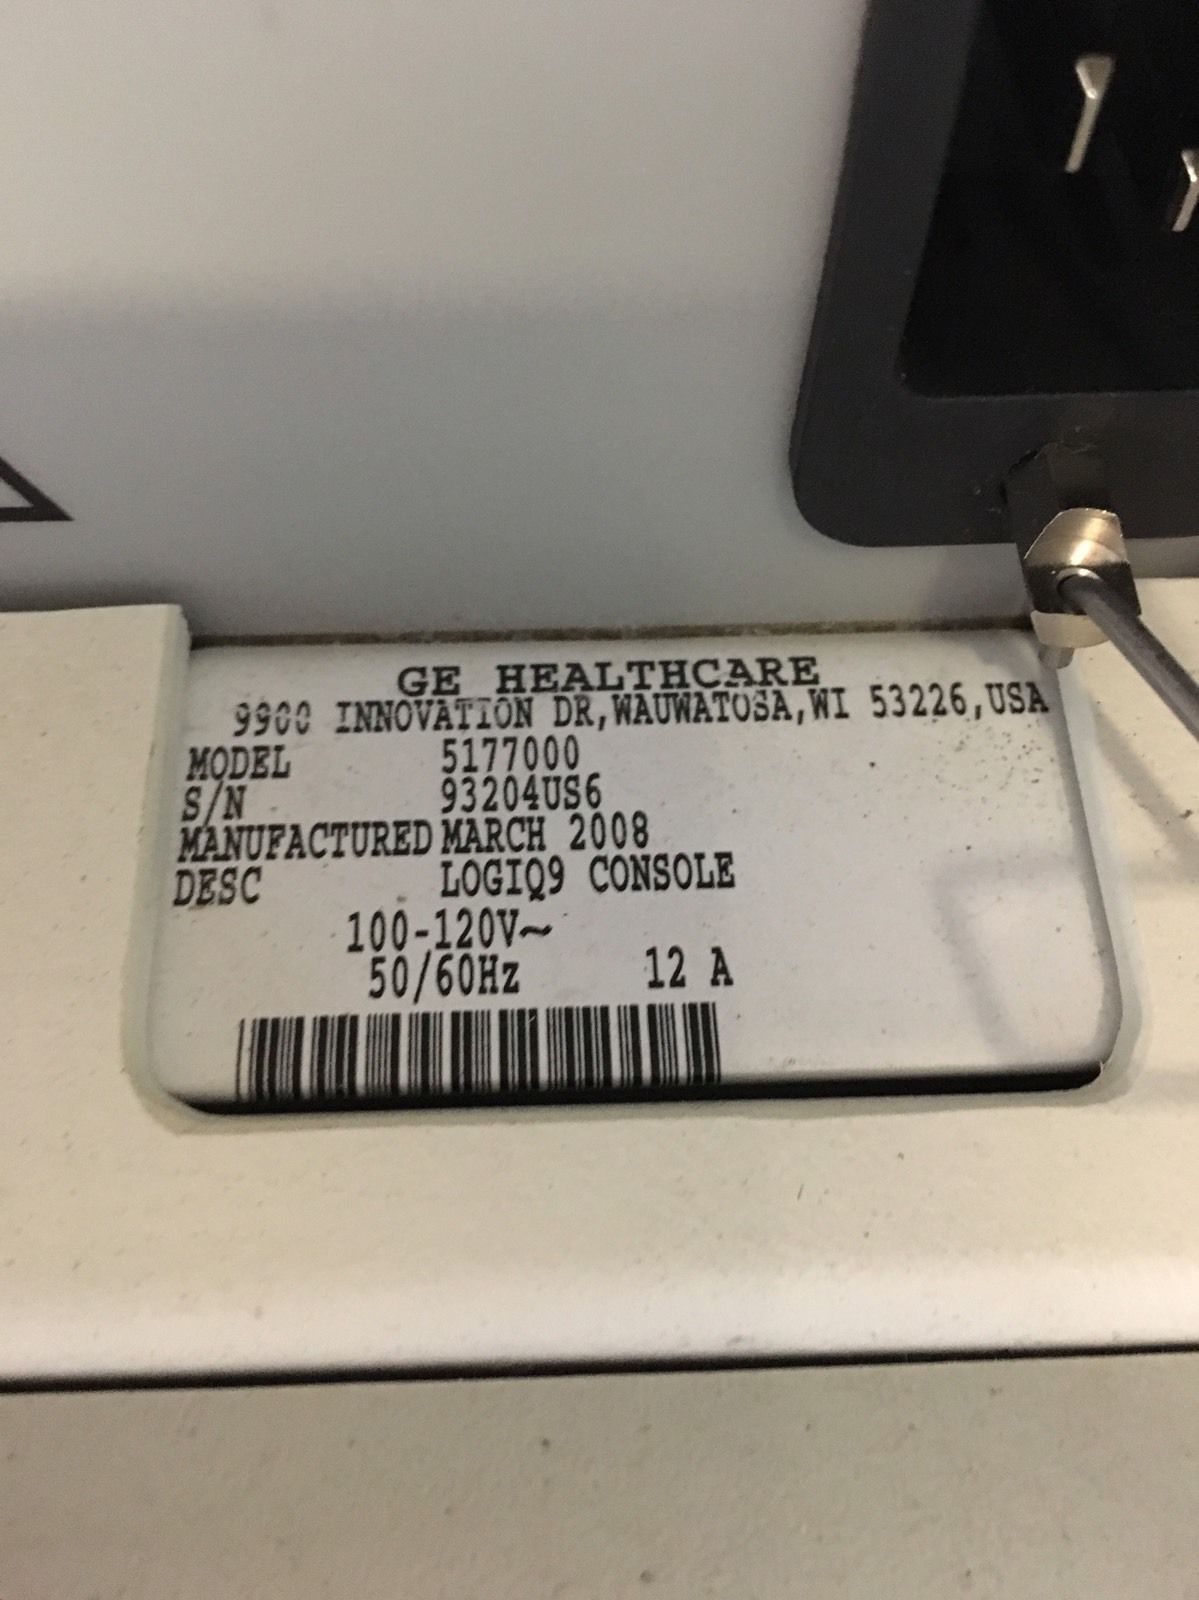 GE HEALTHCARE
9900 INNOVATION DR,WAUWATOSA,WI 53226,USA
MODEL 5177000
S/N 93204US6
MANUFACTURED MARCH 2008
DESC LOGIQ9 CONSOLE
100-120V~
50/60Hz 12 A